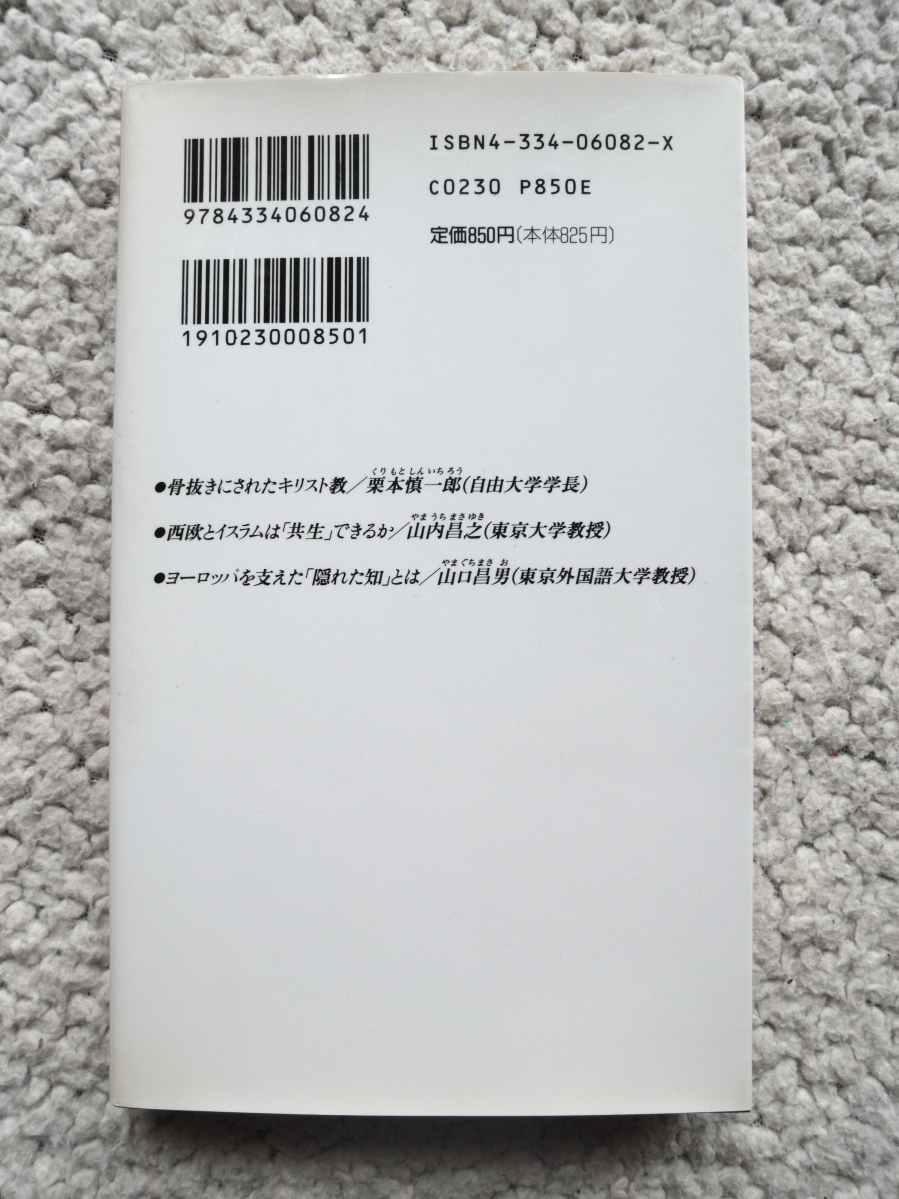 ISBN4-334-06082-X
C0230 P850E
9784334060824
定価850円(本体825円)
1910230008501
くりもとしんいちろう
●骨抜きにされたキリスト教/栗本慎一郎(自由大学学長)
やまうちまさゆき
●西欧とイスラムは「共生」できるか/山内昌之(東京大学教授)
やまぐちまさお
●ヨーロッパを支えた「隠れた知」とは/山口昌男(東京外国語大学教授)